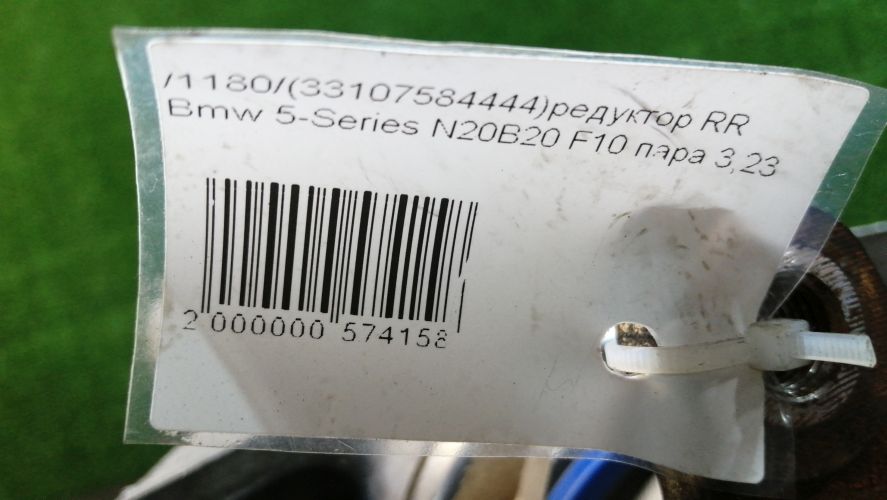 /1180/(33107584444)редуктор RR
Bmw 5-Series N20B20 F10 пара 3,23
2 000000 574158